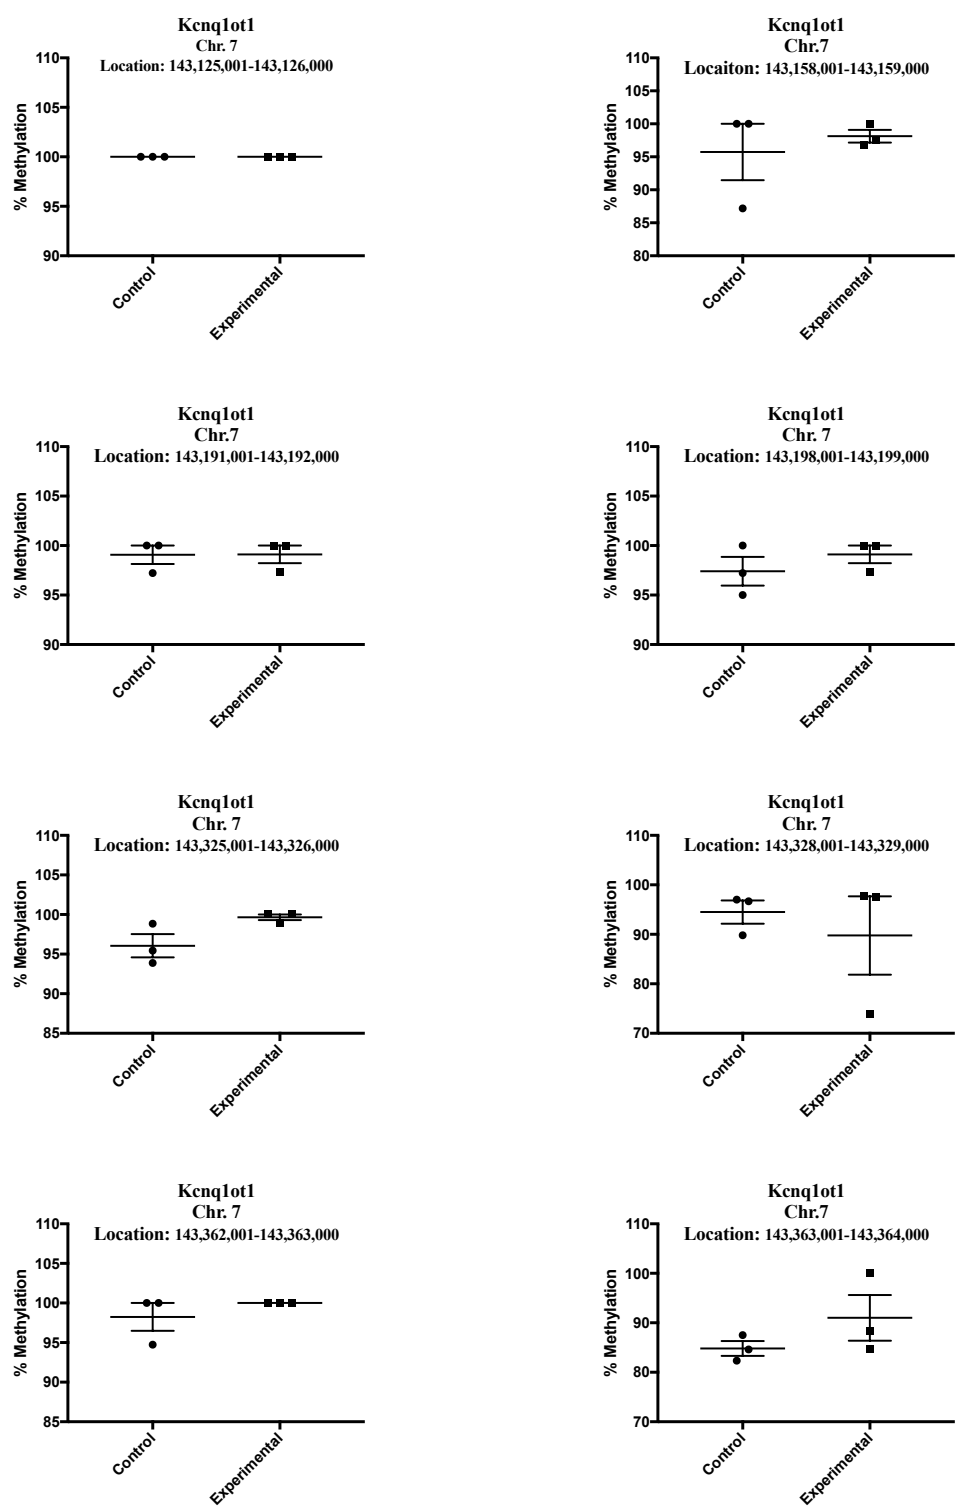 Kcnq1ot1
Chr. 7
Location: 143,125,001-143,126,000
110
105
100
95
90
% Methylation
Control
Experimental
Kcnq1ot1
Chr.7
Locaiton: 143,158,001-143,159,000
110
105
100
95
90
85
80
% Methylation
Control
Experimental
Kcnq1ot1
Chr.7
Location: 143,191,001-143,192,000
110
105
100
95
90
% Methylation
Control
Experimental
Kcnq1ot1
Chr. 7
Location: 143,198,001-143,199,000
110
105
100
95
90
% Methylation
Control
Experimental
Kcnq1ot1
Chr. 7
Location: 143,325,001-143,326,000
110
105
100
95
90
85
% Methylation
Control
Experimental
Kcnq1ot1
Chr. 7
Location: 143,328,001-143,329,000
110
100
90
80
70
% Methylation
Control
Experimental
Kcnq1ot1
Chr. 7
Location: 143,362,001-143,363,000
110
105
100
95
90
85
% Methylation
Control
Experimental
Kcnq1ot1
Chr.7
Location: 143,363,001-143,364,000
110
100
90
80
70
% Methylation
Control
Experimental